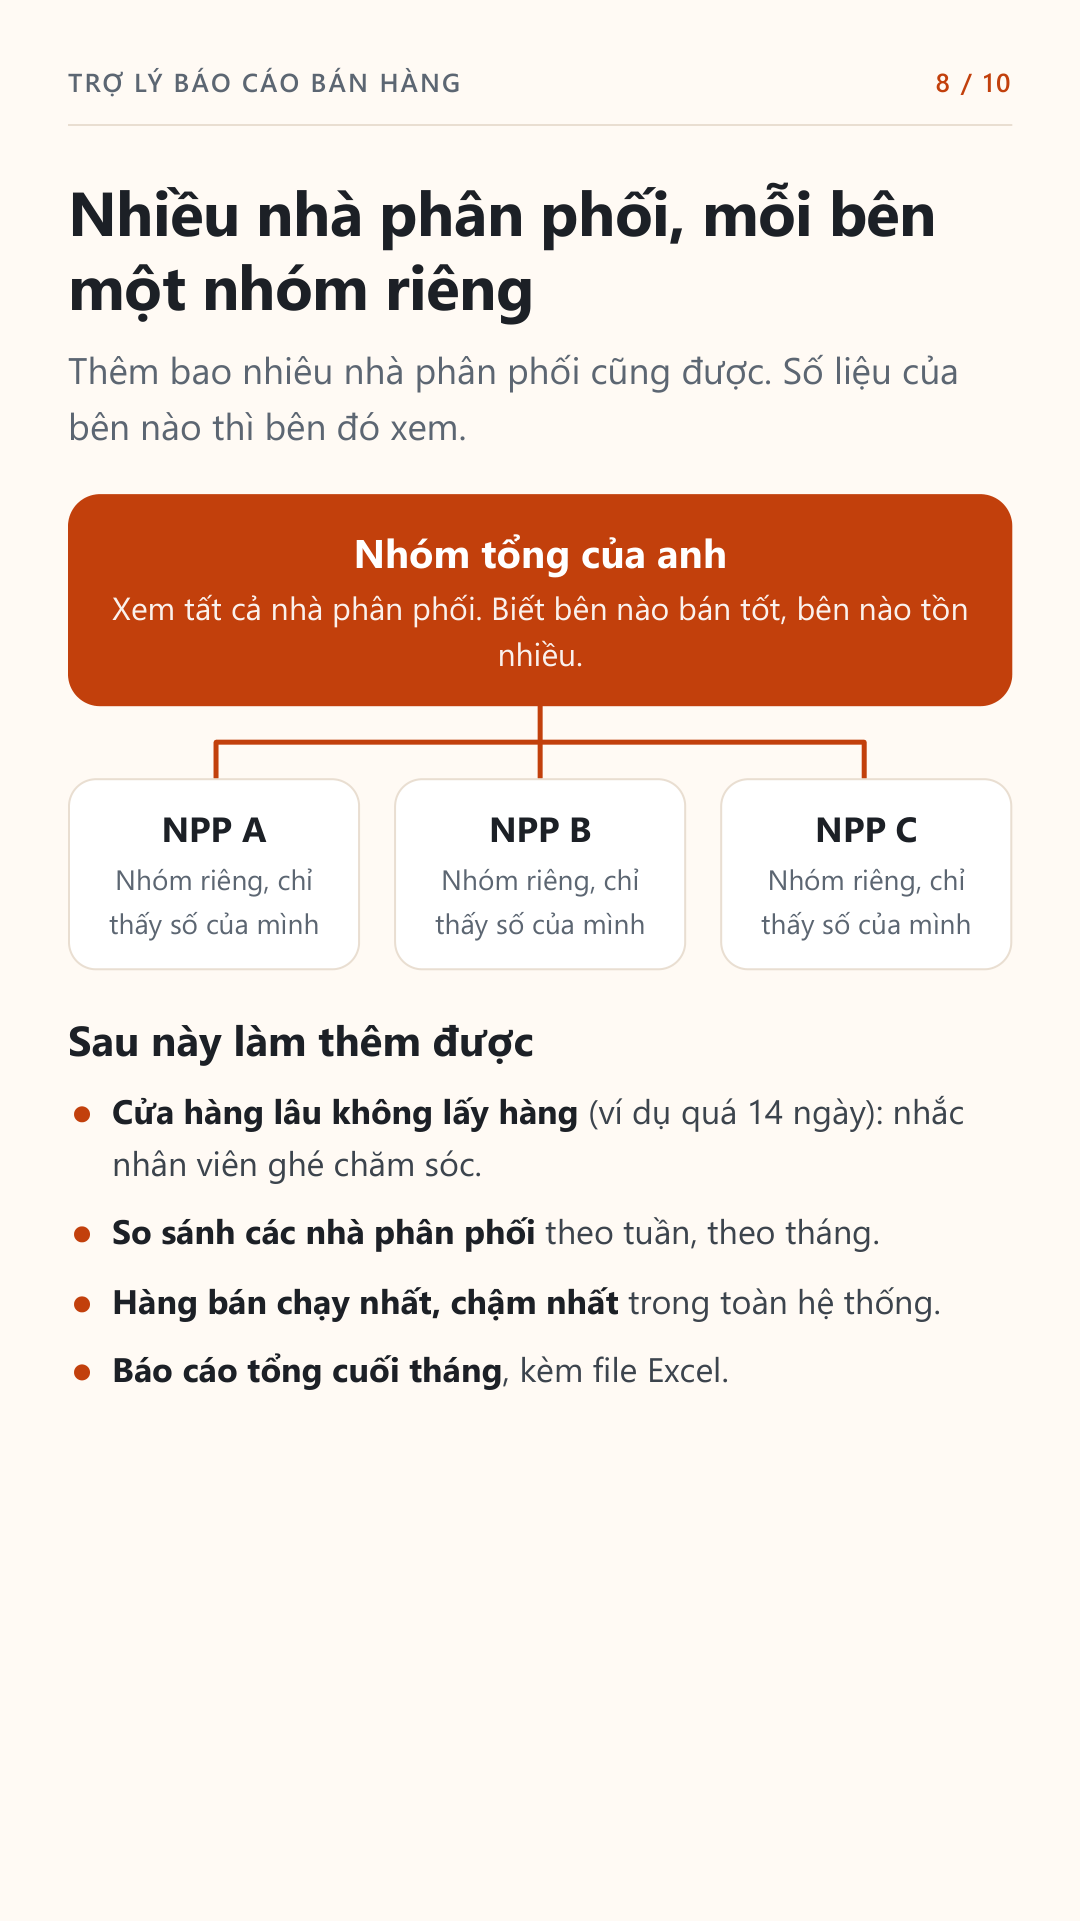 TRỢ LÝ BÁO CÁO BÁN HÀNG
8 / 10
Nhiều nhà phân phối, mỗi bên
một nhóm riêng
Thêm bao nhiêu nhà phân phối cũng được. Số liệu của
bên nào thì bên đó xem.
Nhóm tổng của anh
Xem tất cả nhà phân phối. Biết bên nào bán tốt, bên nào tồn
nhiều.
NPP A
Nhóm riêng, chỉ
thấy số của mình
NPP B
Nhóm riêng, chỉ
thấy số của mình
NPP C
Nhóm riêng, chỉ
thấy số của mình
Sau này làm thêm được
Cửa hàng lâu không lấy hàng (ví dụ quá 14 ngày): nhắc
nhân viên ghé chăm sóc.
So sánh các nhà phân phối theo tuần, theo tháng.
Hàng bán chạy nhất, chậm nhất trong toàn hệ thống.
Báo cáo tổng cuối tháng, kèm file Excel.